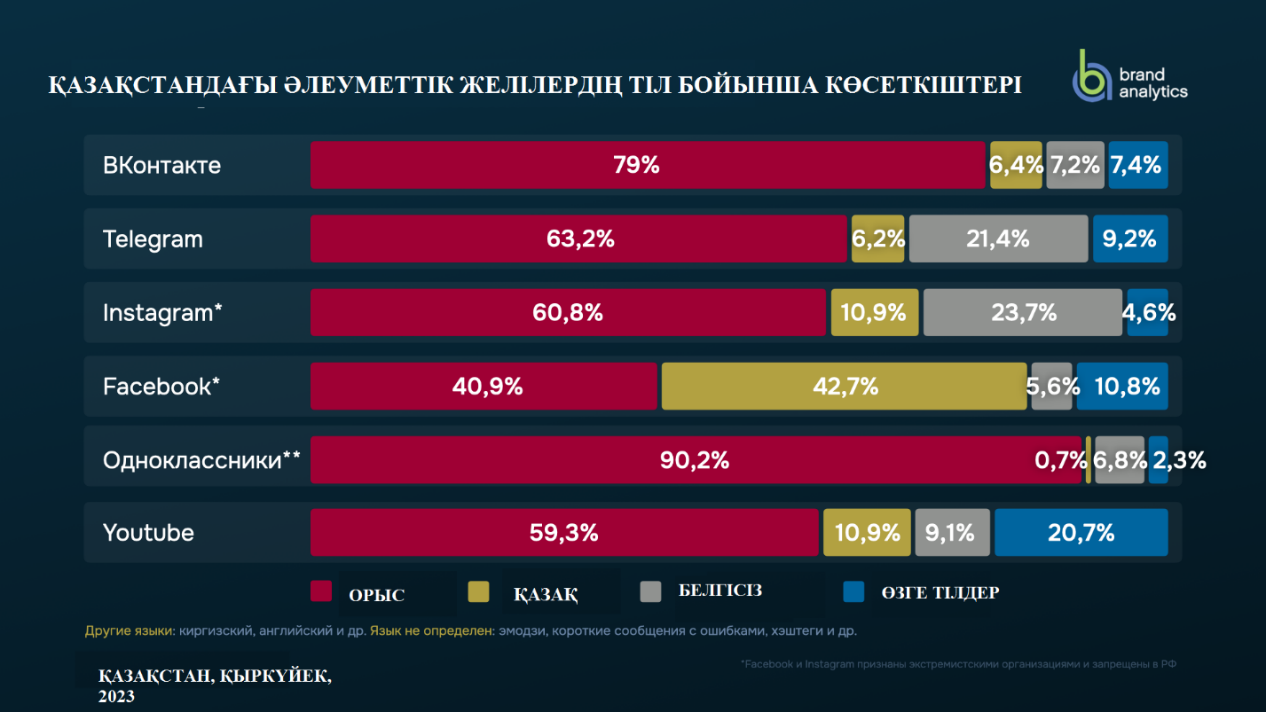 ҚАЗАҚСТАНДАҒЫ ӘЛЕУМЕТТІК ЖЕЛІЛЕРДІҢ ТІЛ БОЙЫНША КӨСЕТКІШТЕРІ
brand
analytics
ВКонтакте 79% 6,4% 7,2% 7,4%
Telegram 63,2% 6,2% 21,4% 9,2%
Instagram* 60,8% 10,9% 23,7% 4,6%
Facebook* 40,9% 42,7% 5,6% 10,8%
Одноклассники** 90,2% 0,7% 6,8% 2,3%
Youtube 59,3% 10,9% 9,1% 20,7%
ОРЫС ҚАЗАҚ БЕЛГІСІЗ ӨЗГЕ ТІЛДЕР
Другие языки: киргизский, английский и др. Язык не определен: эмодзи, короткие сообщения с ошибками, хэштеги и др.
*Facebook и Instagram признаны экстремистскими организациями и запрещены в РФ
ҚАЗАҚСТАН, ҚЫРКҮЙЕК,
2023